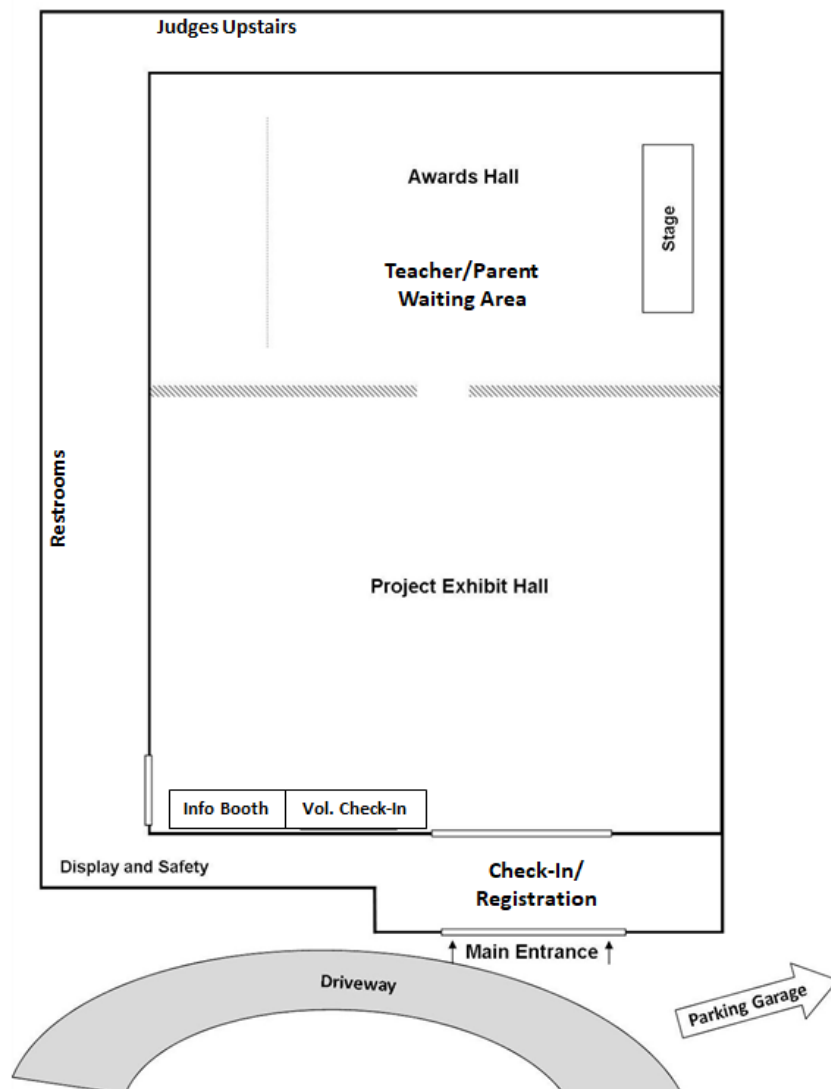 Judges Upstairs
Awards Hall
Stage
Teacher/Parent
Waiting Area
Restrooms
Project Exhibit Hall
Info Booth
Vol. Check-In
Display and Safety
Check-In/
Registration
Main Entrance
Driveway
Parking Garage